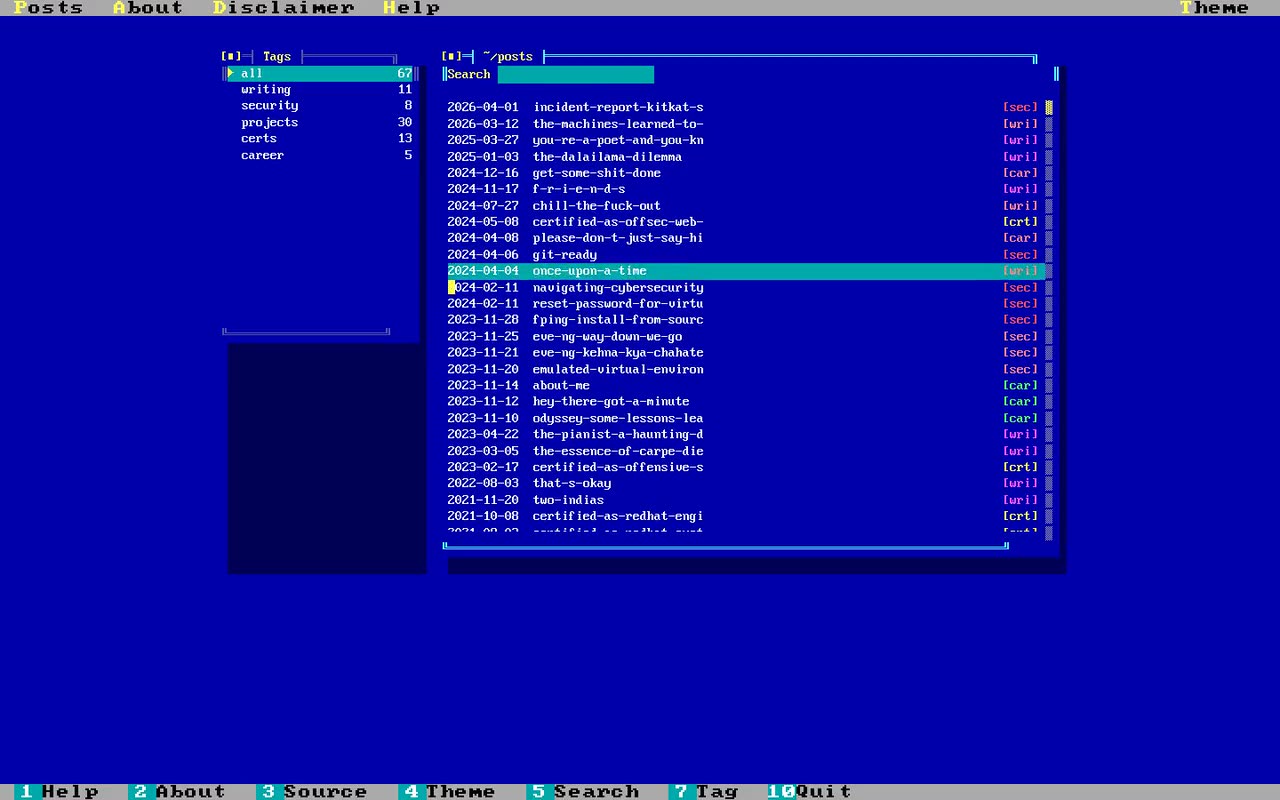 Posts About Disclaimer Help Theme
Tags
all 67
writing 11
security 8
projects 30
certs 13
career 5
~/posts
Search
2026-04-01 incident-report-kitkat-s [sec]
2026-03-12 the-machines-learned-to- [wri]
2025-03-27 you-re-a-poet-and-you-kn [wri]
2025-01-03 the-dalailama-dilemma [wri]
2024-12-16 get-some-shit-done [car]
2024-11-17 f-r-i-e-n-d-s [wri]
2024-07-27 chill-the-fuck-out [wri]
2024-05-08 certified-as-offsec-web- [crt]
2024-04-08 please-don-t-just-say-hi [car]
2024-04-06 git-ready [sec]
2024-04-04 once-upon-a-time [wri]
024-02-11 navigating-cybersecurity [sec]
2024-02-11 reset-password-for-virtu [sec]
2023-11-28 fping-install-from-sourc [sec]
2023-11-25 eve-ng-way-down-we-go [sec]
2023-11-21 eve-ng-kehna-kya-chahate [sec]
2023-11-20 emulated-virtual-environ [sec]
2023-11-14 about-me [car]
2023-11-12 hey-there-got-a-minute [car]
2023-11-10 odyssey-some-lessons-lea [car]
2023-04-22 the-pianist-a-haunting-d [wri]
2023-03-05 the-essence-of-carpe-die [wri]
2023-02-17 certified-as-offensive-s [crt]
2022-08-03 that-s-okay [wri]
2021-11-20 two-indias [wri]
2021-10-08 certified-as-redhat-engi [crt]
1 Help 2 About 3 Source 4 Theme 5 Search 7 Tag 10 Quit